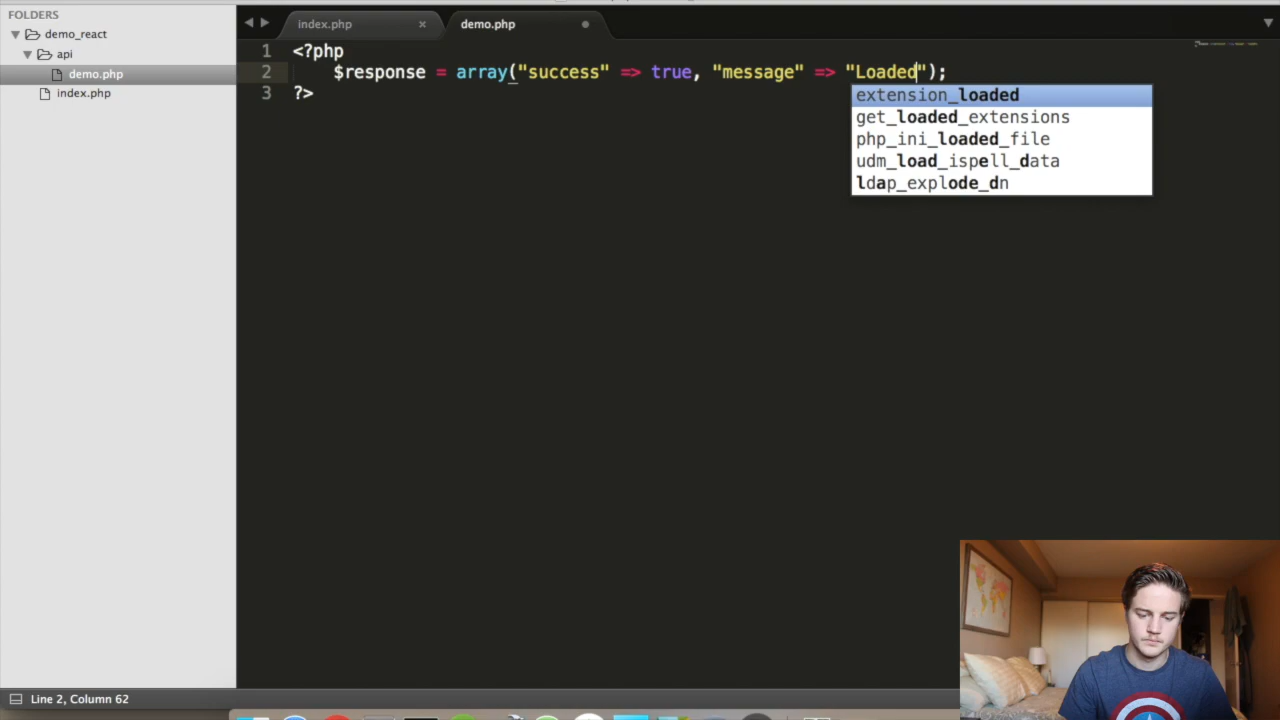 FOLDERS
demo_react
api
demo.php
index.php
index.php ×
demo.php
1 <?php
2 $response = array("success" => true, "message" => "Loaded");
3 ?>
extension_loaded
get_loaded_extensions
php_ini_loaded_file
udm_load_ispell_data
ldap_explode_dn
Line 2, Column 62